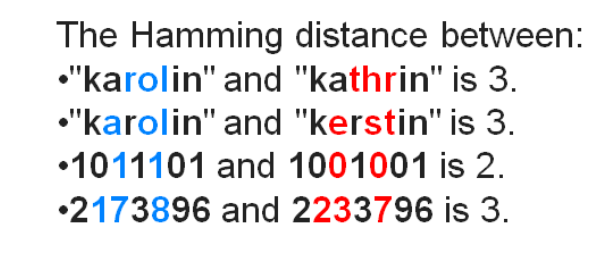 The Hamming distance between:
•"karolin" and "kathrin" is 3.
•"karolin" and "kerstin" is 3.
•1011101 and 1001001 is 2.
•2173896 and 2233796 is 3.